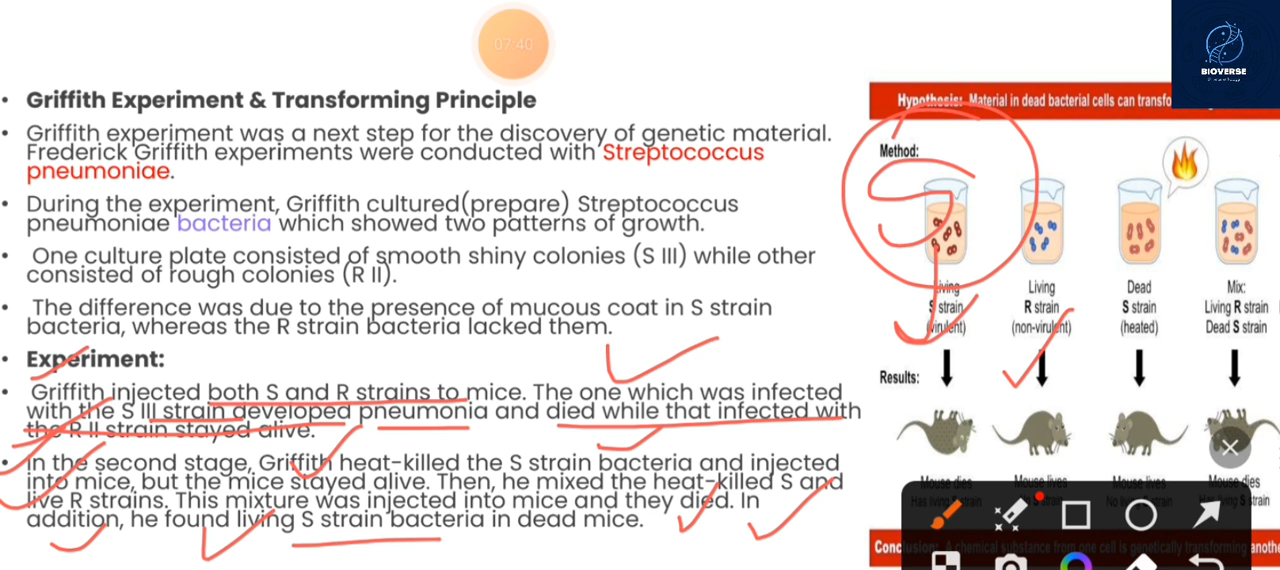 07:40
BIOVERSE
• Griffith Experiment & Transforming Principle
• Griffith experiment was a next step for the discovery of genetic material.
Frederick Griffith experiments were conducted with Streptococcus
pneumoniae.
• During the experiment, Griffith cultured(prepare) Streptococcus
pneumoniae bacteria which showed two patterns of growth.
• One culture plate consisted of smooth shiny colonies (S III) while other
consisted of rough colonies (R II).
• The difference was due to the presence of mucous coat in S strain
bacteria, whereas the R strain bacteria lacked them.
• Experiment:
• Griffith injected both S and R strains to mice. The one which was infected
with the S III strain developed pneumonia and died while that infected with
the R II strain stayed alive.
• In the second stage, Griffith heat-killed the S strain bacteria and injected
into mice, but the mice stayed alive. Then, he mixed the heat-killed S and
live R strains. This mixture was injected into mice and they died. In
addition, he found living S strain bacteria in dead mice.
Hypothesis: Material in dead bacterial cells can transfo
Method:
S
Living
S strain
(virulent)
Living
R strain
(non-virulent)
Dead
S strain
(heated)
Mix:
Living R strain
Dead S strain
Results:
Mouse dies
Has living S strain
Mouse lives
Mouse lives
Mouse dies
Conclusion: A chemical substance from one cell is genetically transforming anothe